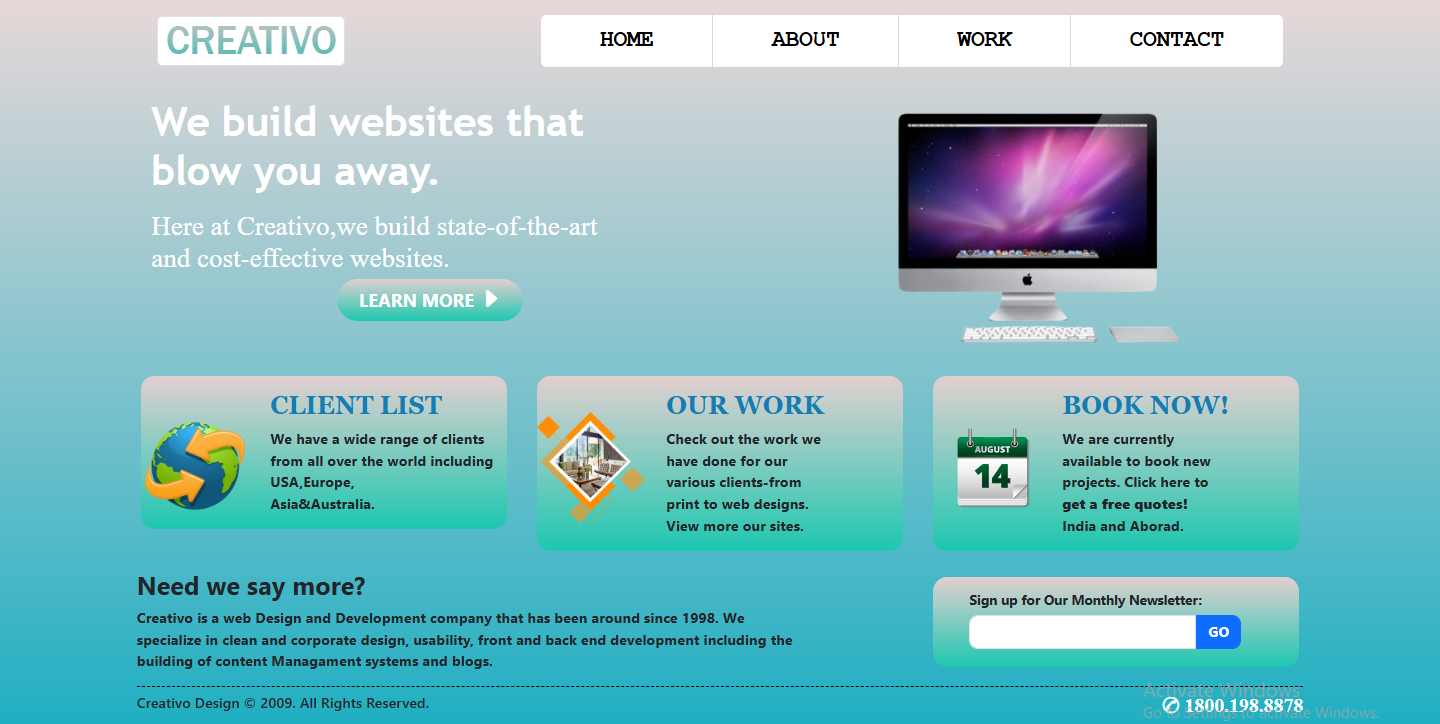 CREATIVO
HOME ABOUT WORK CONTACT
We build websites that
blow you away.
Here at Creativo,we build state-of-the-art
and cost-effective websites.
LEARN MORE
CLIENT LIST
We have a wide range of clients
from all over the world including
USA,Europe,
Asia&Australia.
OUR WORK
Check out the work we
have done for our
various clients-from
print to web designs.
View more our sites.
AUGUST
14
BOOK NOW!
We are currently
available to book new
projects. Click here to
get a free quotes!
India and Aborad.
Need we say more?
Creativo is a web Design and Development company that has been around since 1998. We
specialize in clean and corporate design, usability, front and back end development including the
building of content Managament systems and blogs.
Sign up for Our Monthly Newsletter:
GO
Creativo Design © 2009. All Rights Reserved.
1800.198.8878
Activate Windows
Go to Settings to activate Windows.